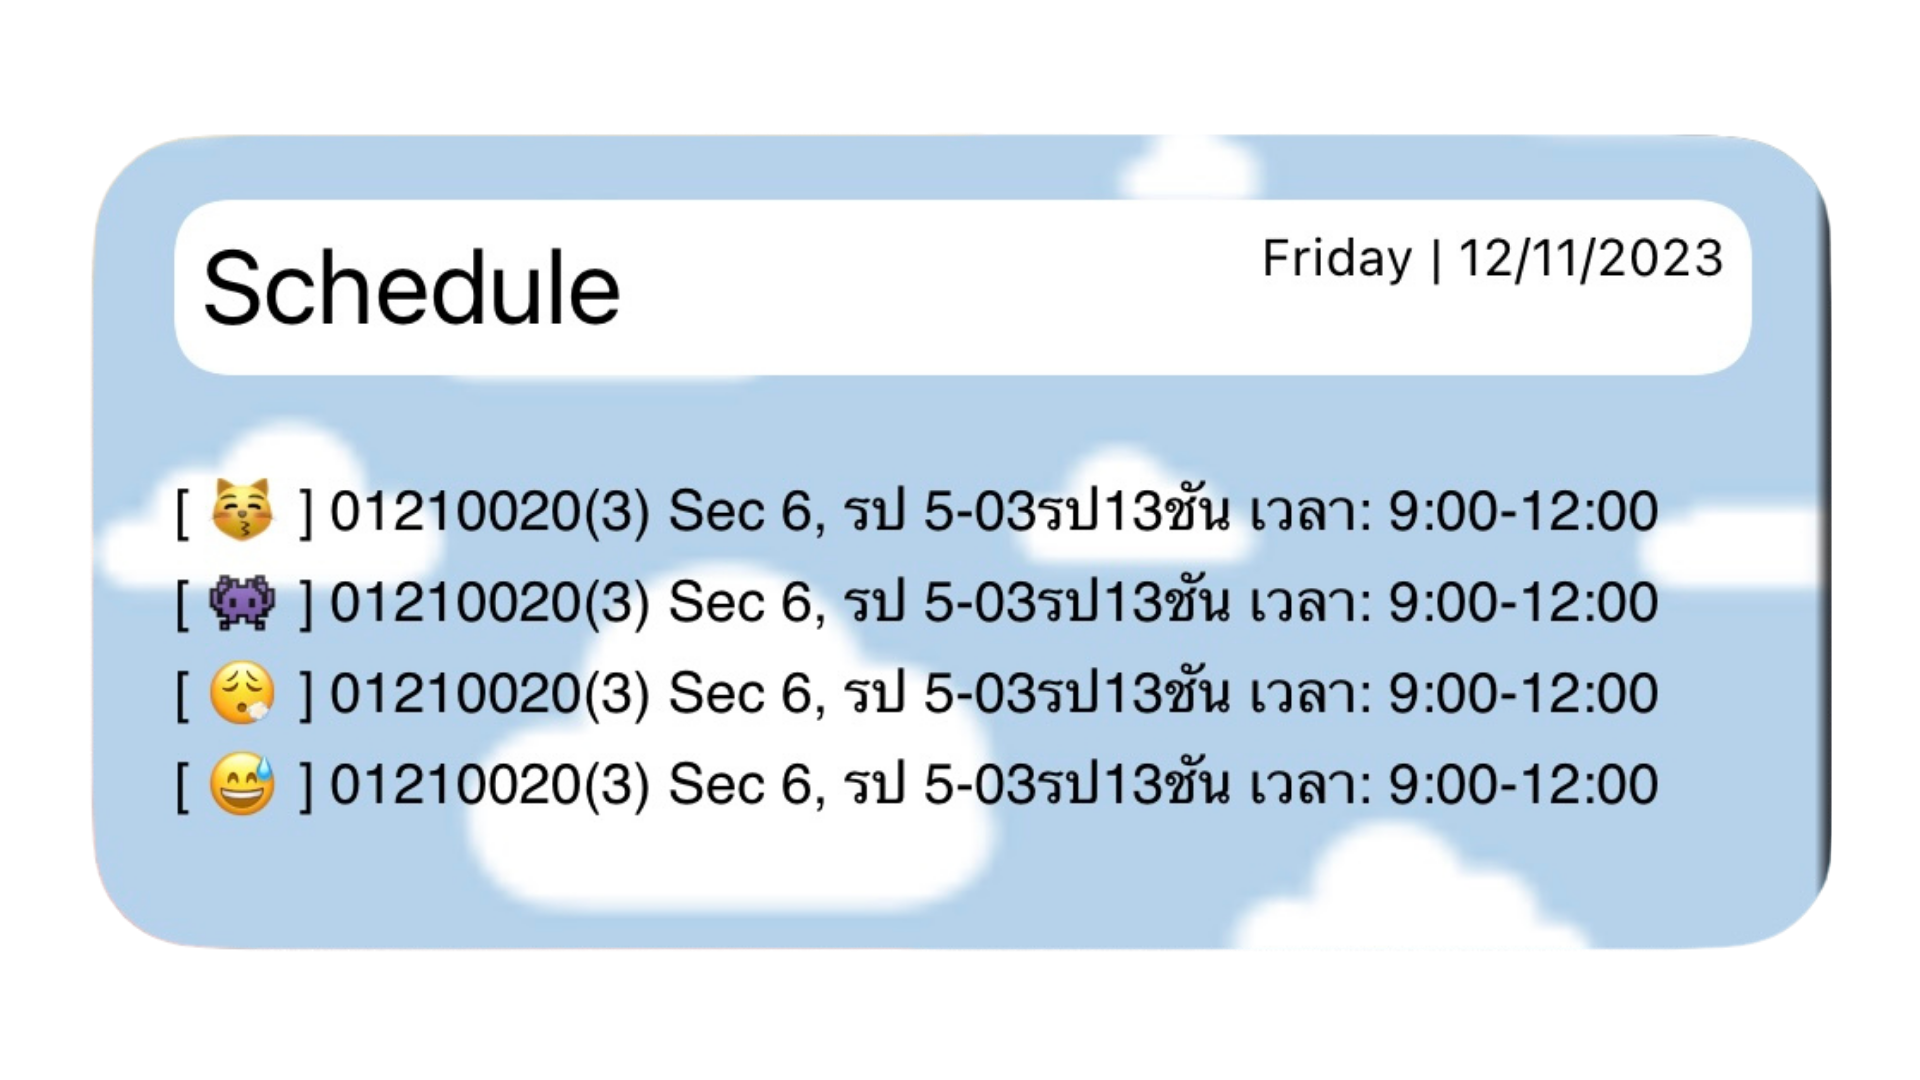 Schedule
Friday | 12/11/2023
[ 😽 ] 01210020(3) Sec 6, รป 5-03รป13ชัน เวลา: 9:00-12:00
[ 👾 ] 01210020(3) Sec 6, รป 5-03รป13ชัน เวลา: 9:00-12:00
[ 😮‍💨 ] 01210020(3) Sec 6, รป 5-03รป13ชัน เวลา: 9:00-12:00
[ 😅 ] 01210020(3) Sec 6, รป 5-03รป13ชัน เวลา: 9:00-12:00